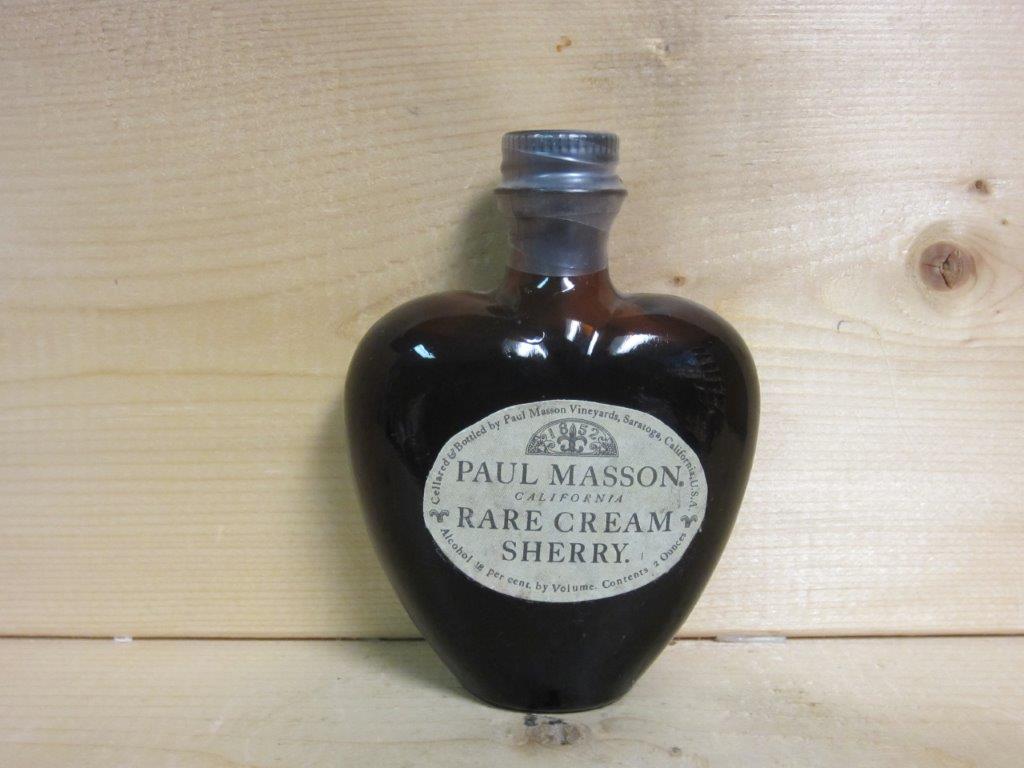 Cellared & Bottled by Paul Masson Vineyards, Saratoga, California, U.S.A.
1852
PAUL MASSON.
CALIFORNIA
RARE CREAM
SHERRY.
Alcohol 18 per cent. by Volume. Contents 2 Ounces